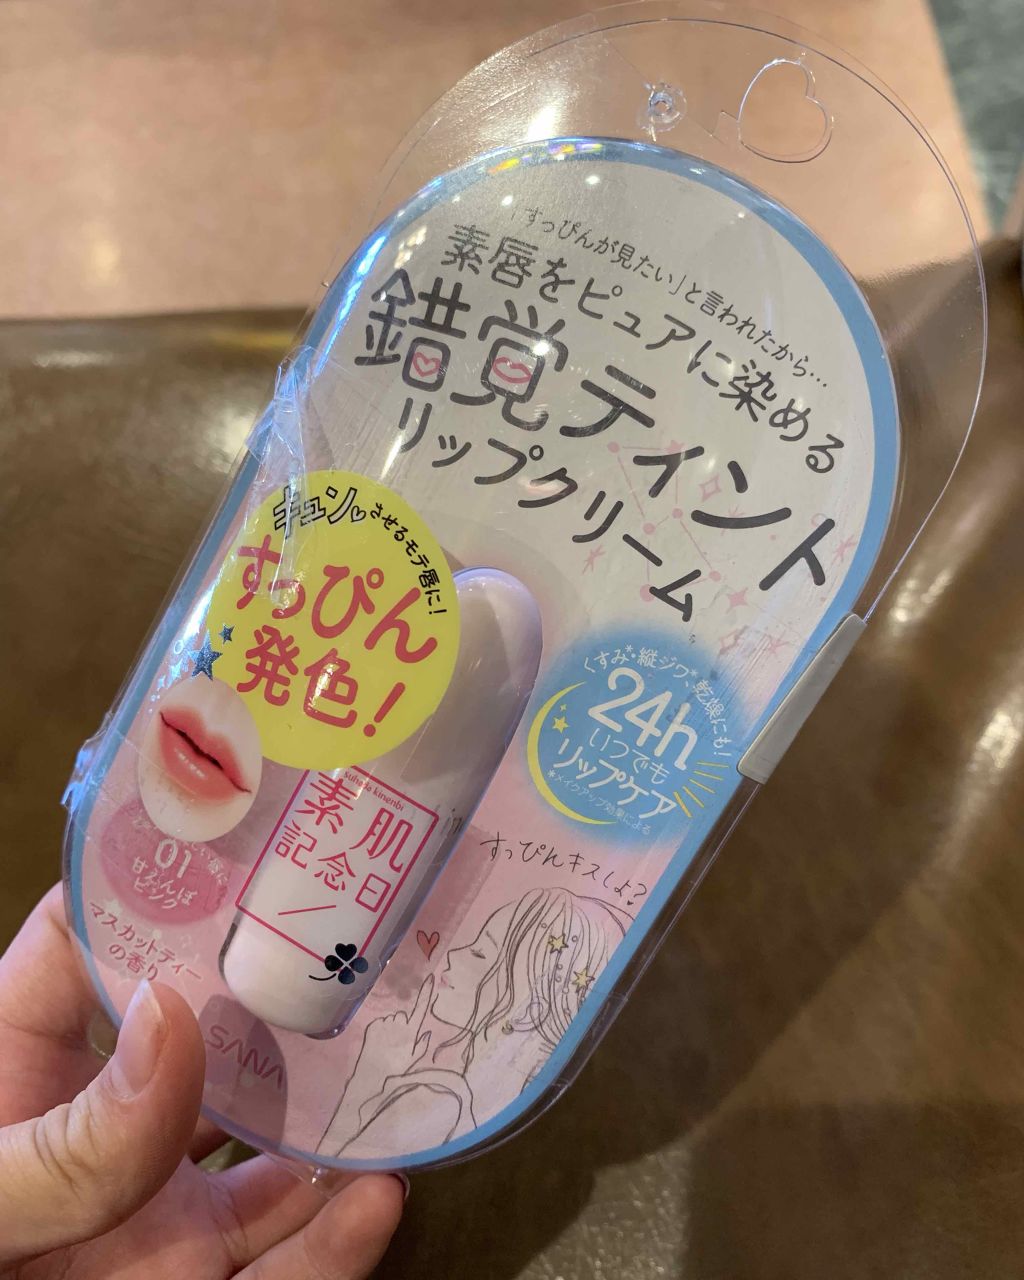 「すっぴんが見たい」と言われたから…
素唇をピュアに染める
錯覚ティント
リップクリーム
キュン♡させるモテ唇に!
すっぴん
発色!
くすみ*・縦ジワ*、乾燥にも!
24h
いつでも
リップケア
*メイクアップ効果による
suhada kinenbi
素肌
記念日
すっぴんキスしよ?
01
甘えんぼ
ピンク
マスカットティー
の香り
SANA